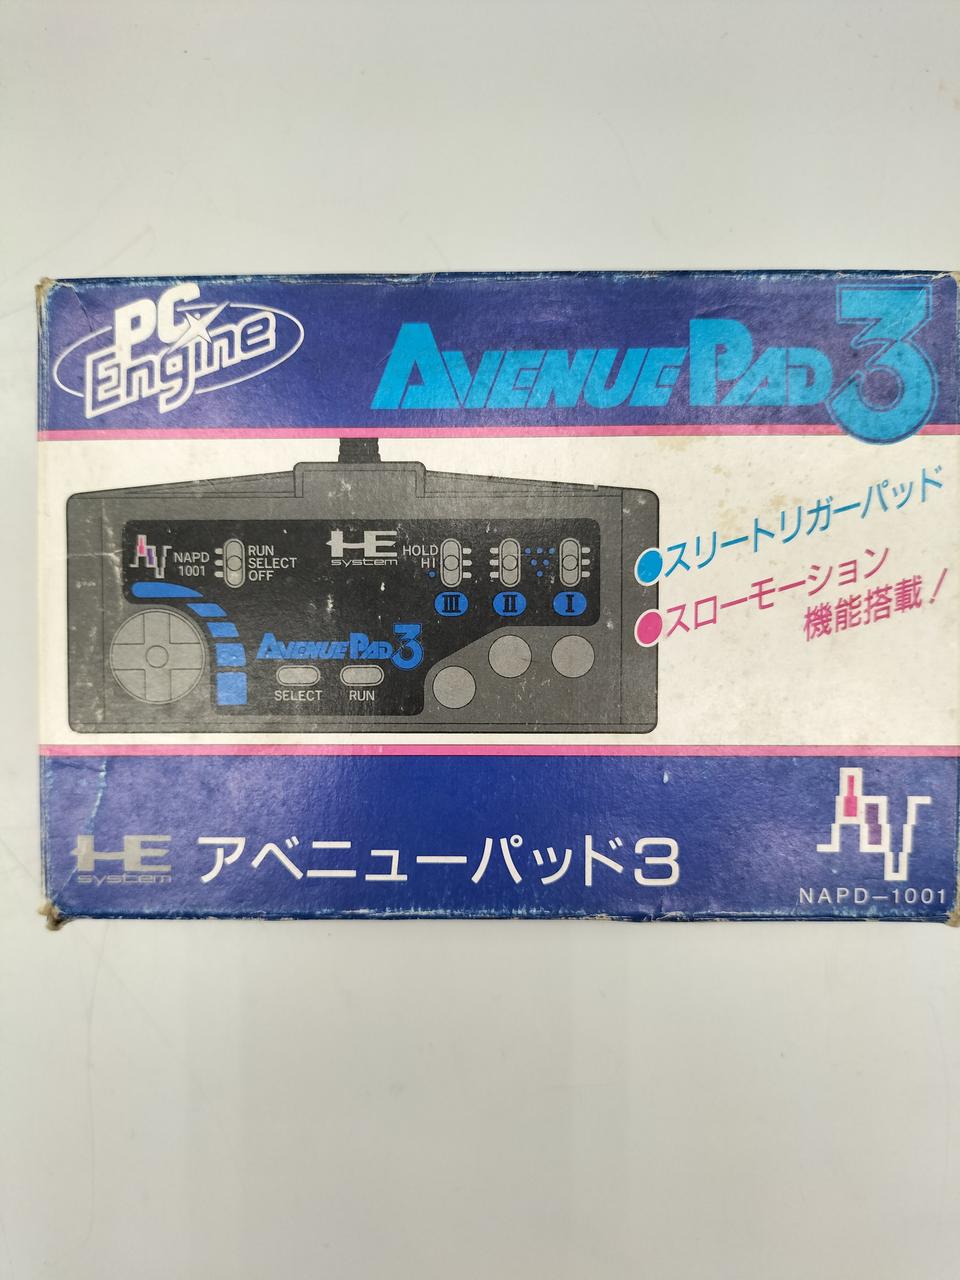 PC Engine
AVENUE PAD 3
NAPD 1001
RUN
SELECT
OFF
HE system
HOLD
HI
III
II
I
AVENUE PAD 3
SELECT
RUN
●スリートリガーパッド
●スローモーション
機能搭載!
HE system
アベニューパッド3
AV
NAPD-1001